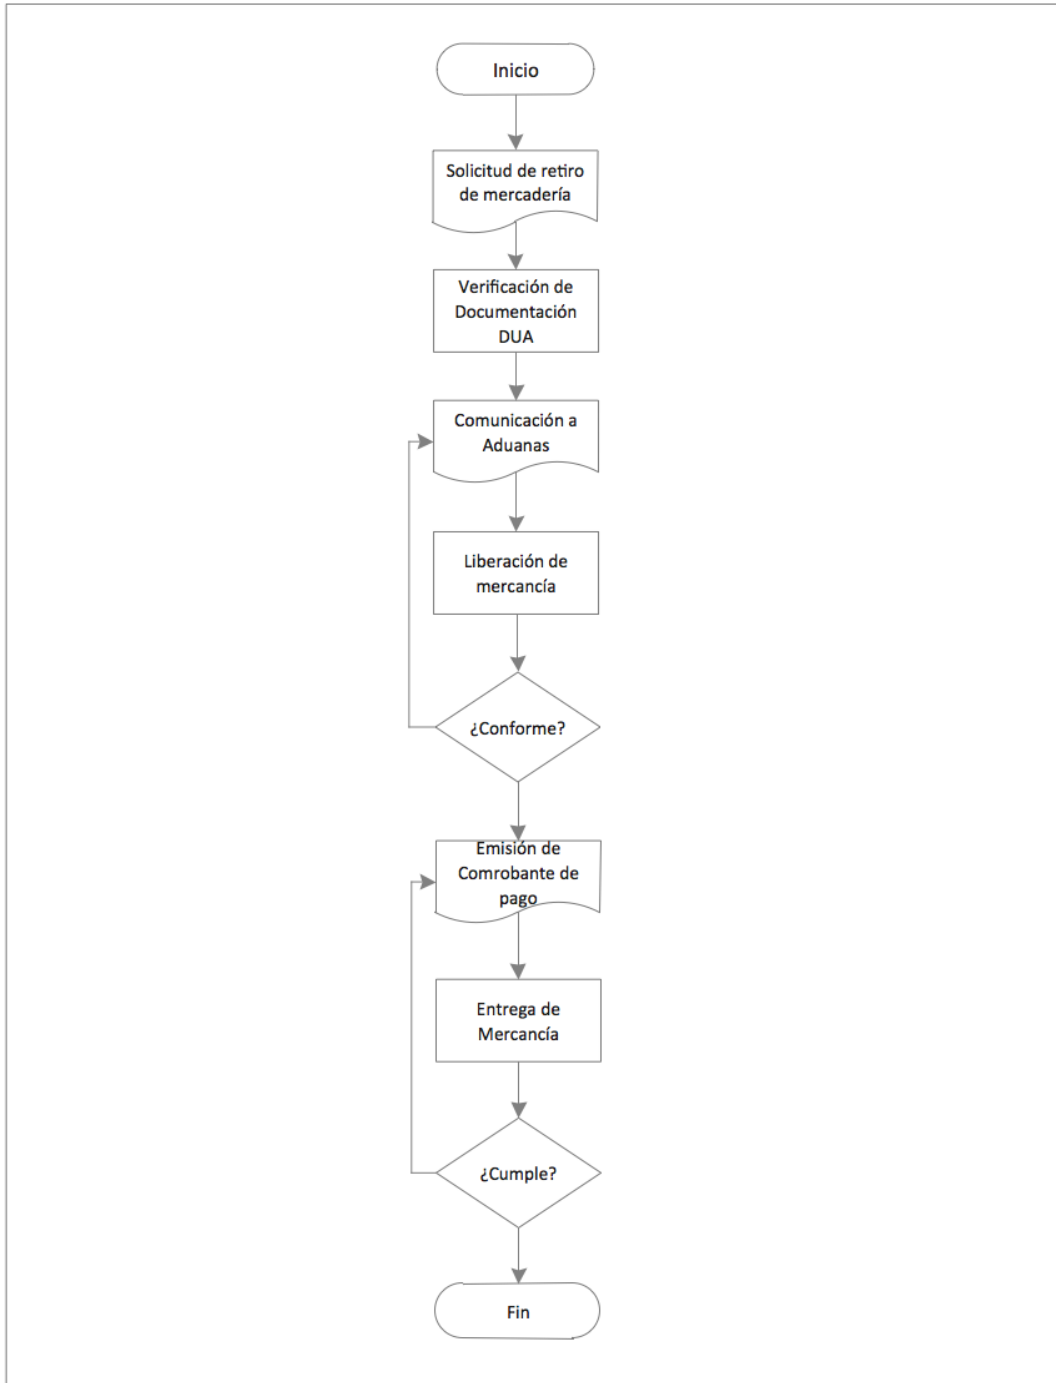 Inicio
Solicitud de retiro
de mercadería
Verificación de
Documentación
DUA
Comunicación a
Aduanas
Liberación de
mercancía
¿Conforme?
Emisión de
Comrobante de
pago
Entrega de
Mercancía
¿Cumple?
Fin